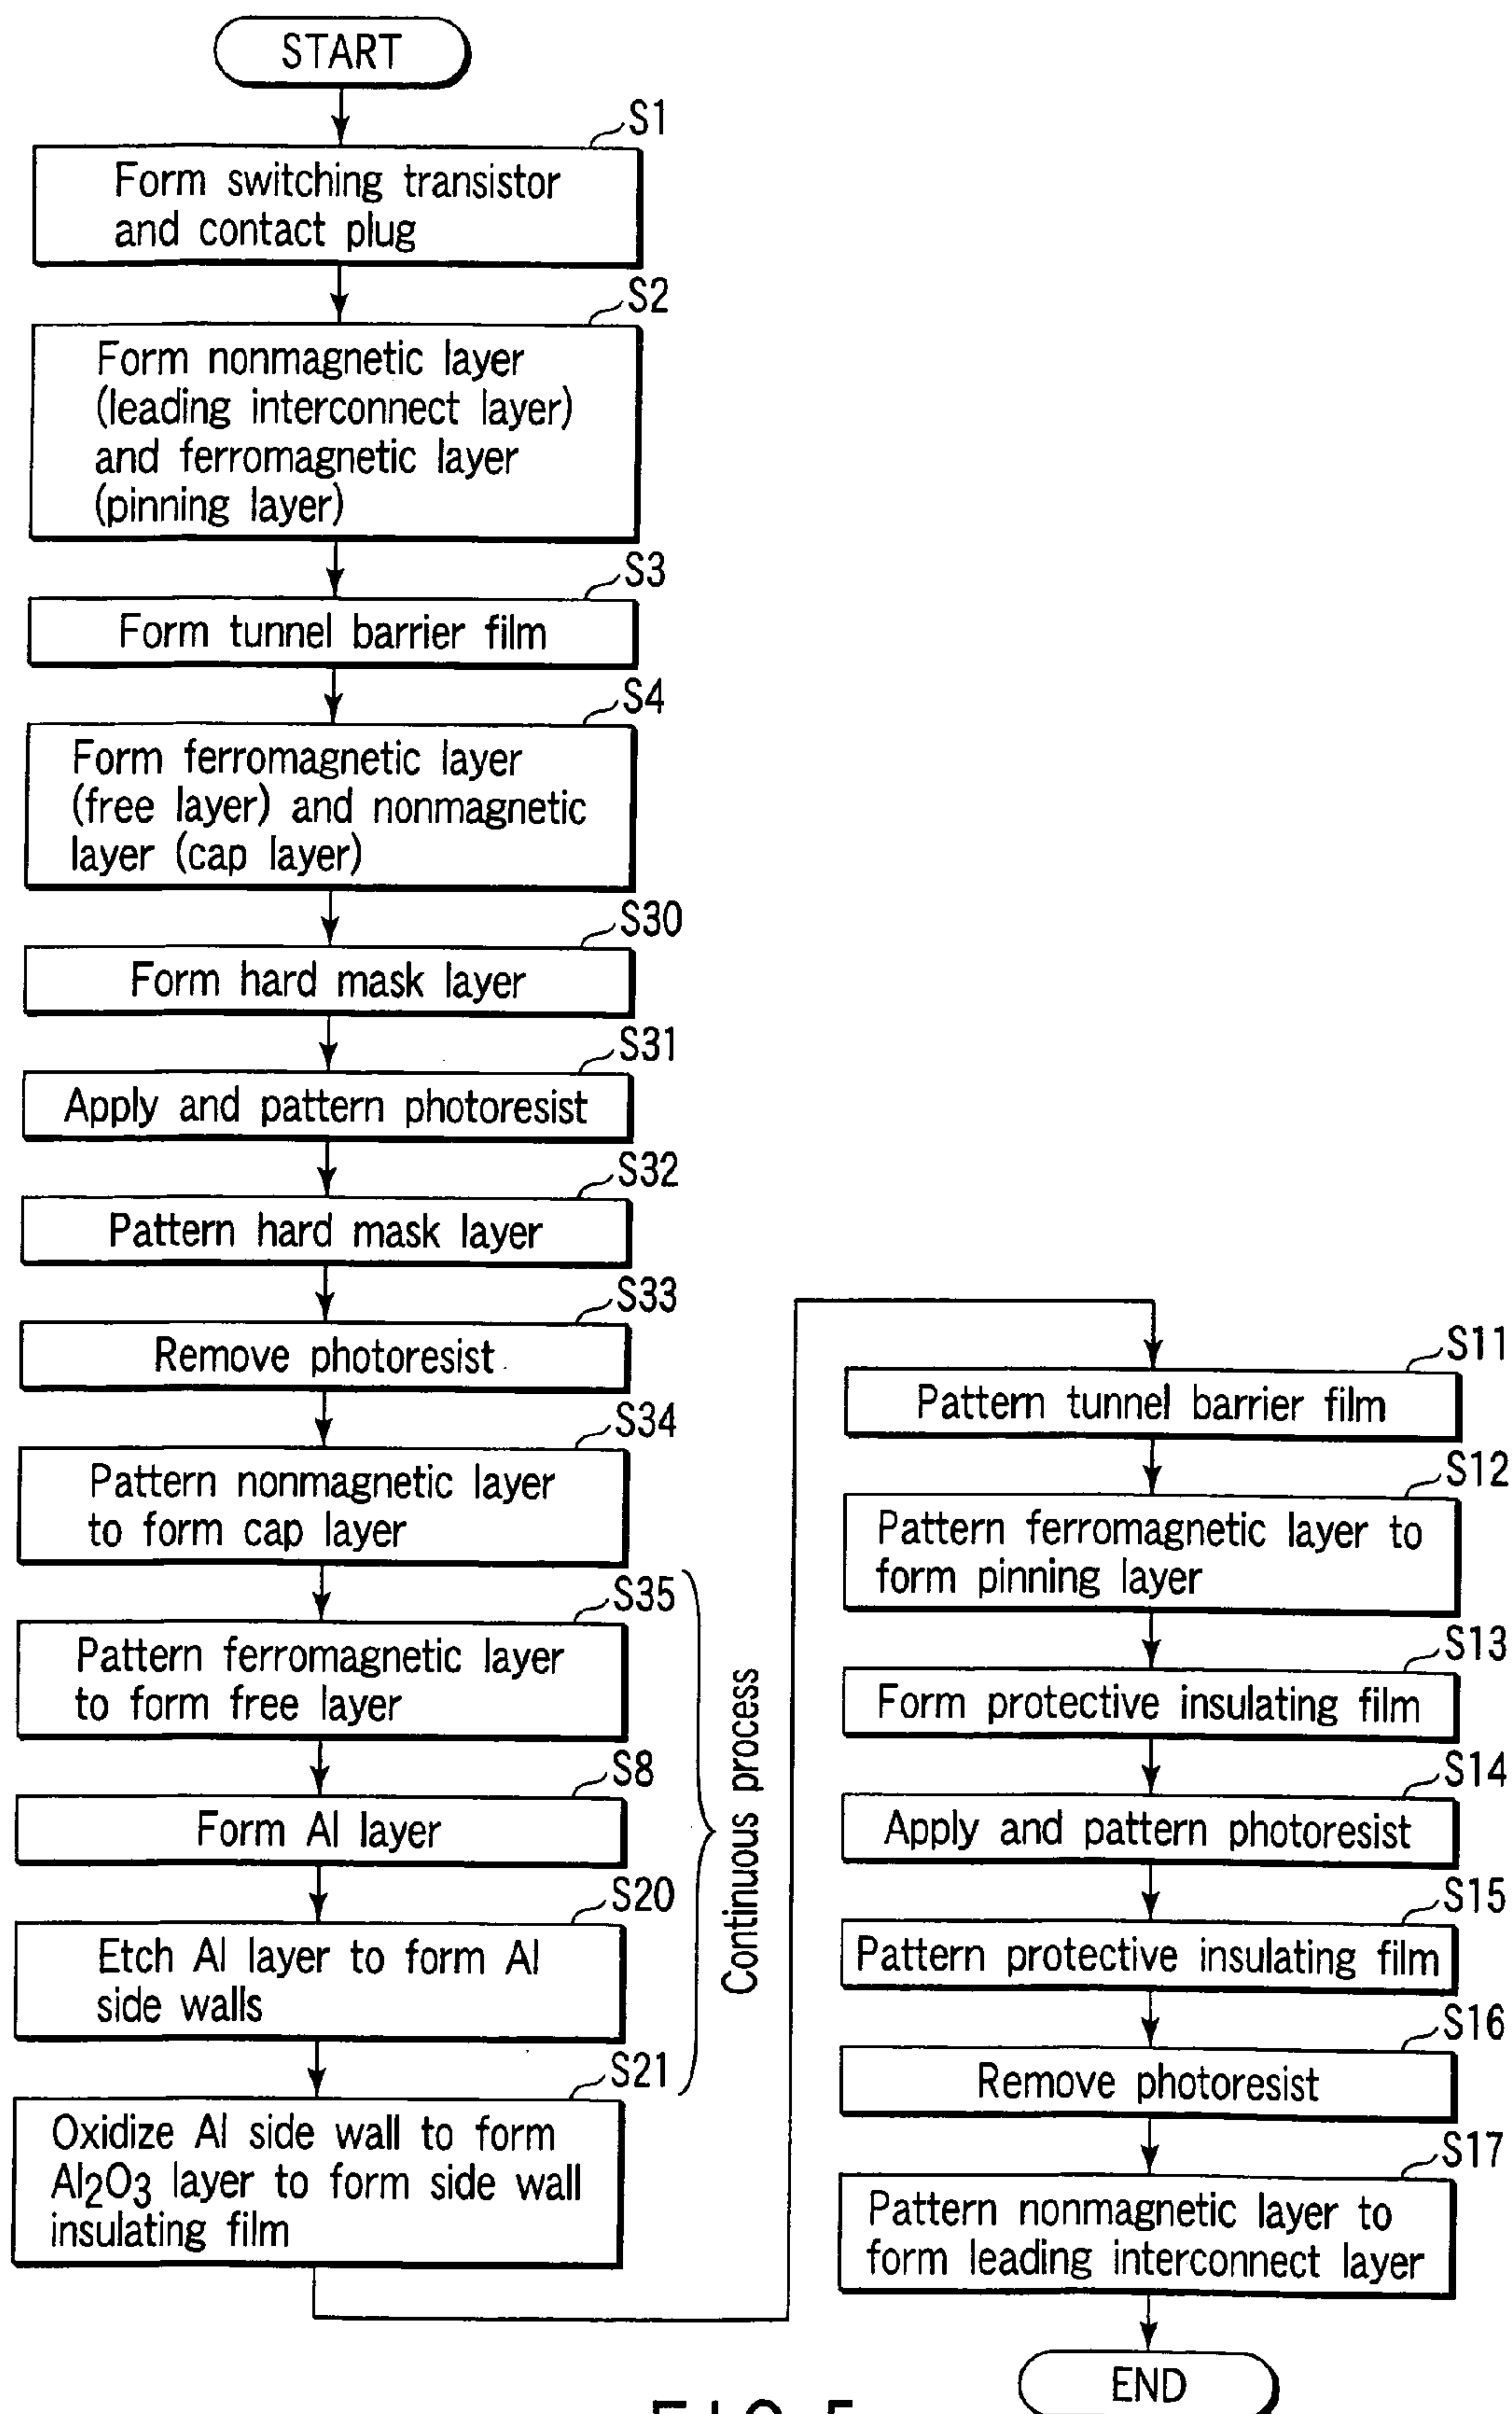 START
S1
Form switching transistor
and contact plug
S2
Form nonmagnetic layer
(leading interconnect layer)
and ferromagnetic layer
(pinning layer)
S3
Form tunnel barrier film
S4
Form ferromagnetic layer
(free layer) and nonmagnetic
layer (cap layer)
S30
Form hard mask layer
S31
Apply and pattern photoresist
S32
Pattern hard mask layer
S33
Remove photoresist
S34
Pattern nonmagnetic layer
to form cap layer
S35
Pattern ferromagnetic layer
to form free layer
S8
Form Al layer
S20
Etch Al layer to form Al
side walls
S21
Oxidize Al side wall to form
Al2O3 layer to form side wall
insulating film
Continuous process
S11
Pattern tunnel barrier film
S12
Pattern ferromagnetic layer to
form pinning layer
S13
Form protective insulating film
S14
Apply and pattern photoresist
S15
Pattern protective insulating film
S16
Remove photoresist
S17
Pattern nonmagnetic layer to
form leading interconnect layer
END